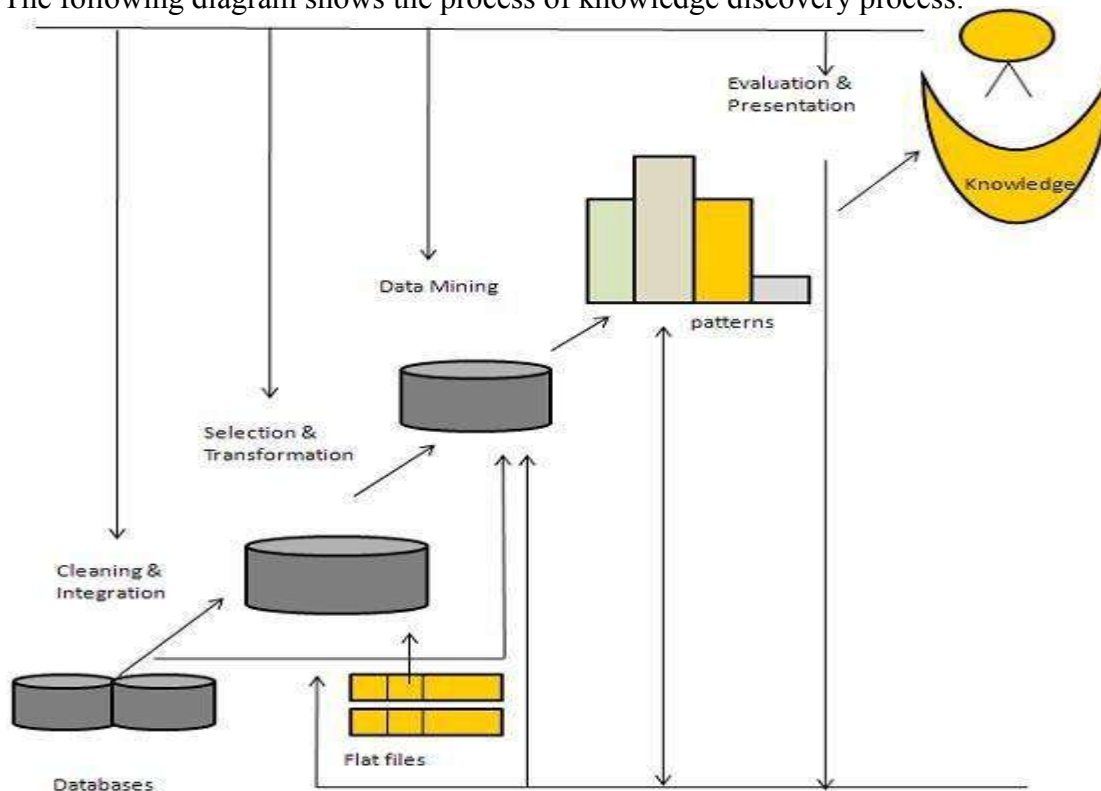 The following diagram shows the process of knowledge discovery process:
Evaluation &
Presentation
Knowledge
Data Mining
patterns
Selection &
Transformation
Cleaning &
Integration
Flat files
Databases